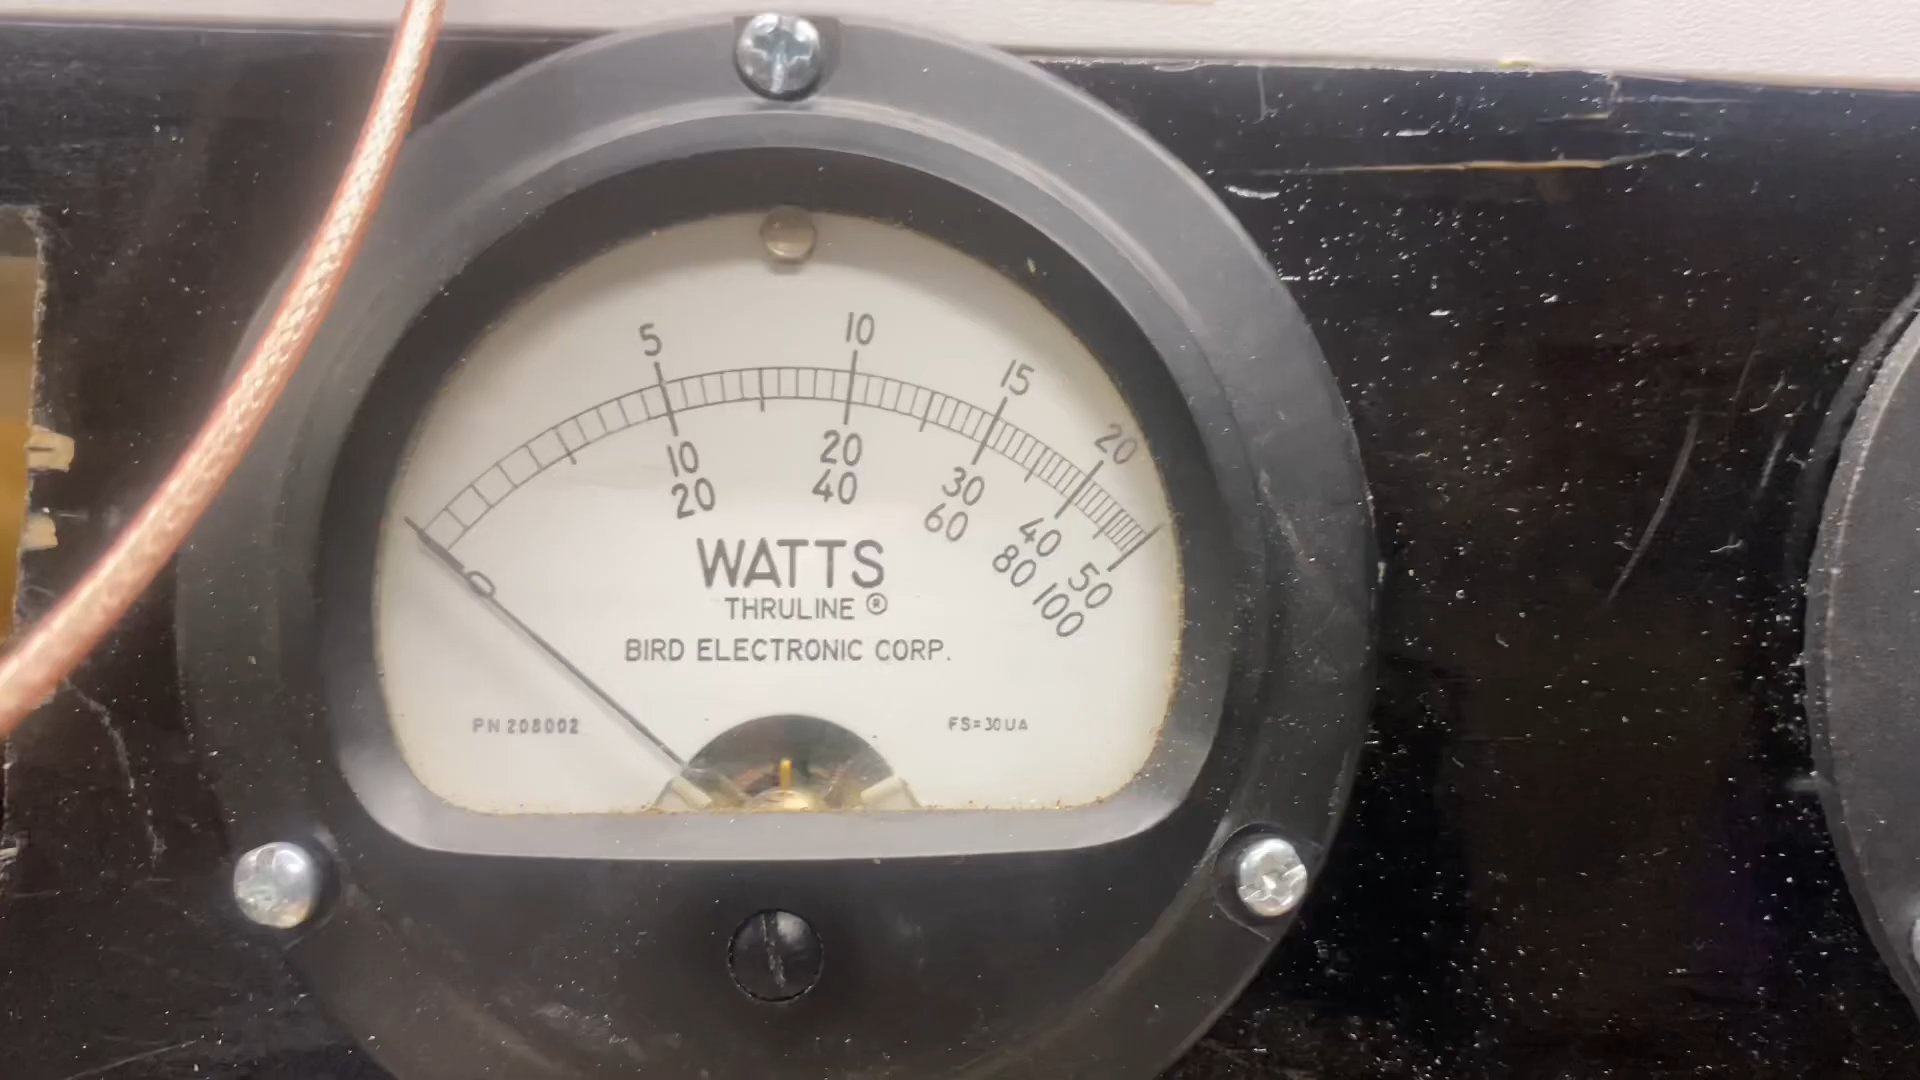 5 10 15 20
10 20 30 40 50
20 40 60 80 100
0
WATTS
THRULINE ®
BIRD ELECTRONIC CORP.
PN 208002 FS=30UA